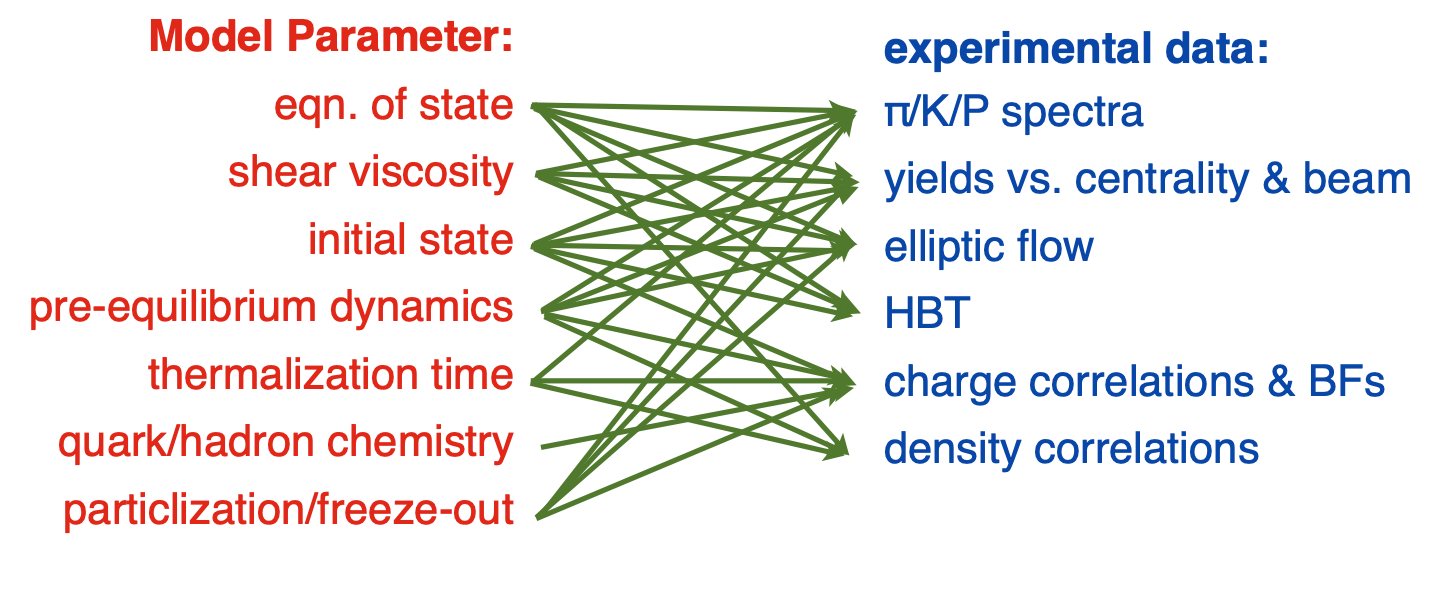 Model Parameter:
eqn. of state
shear viscosity
initial state
pre-equilibrium dynamics
thermalization time
quark/hadron chemistry
particlization/freeze-out
experimental data:
π/K/P spectra
yields vs. centrality & beam
elliptic flow
HBT
charge correlations & BFs
density correlations